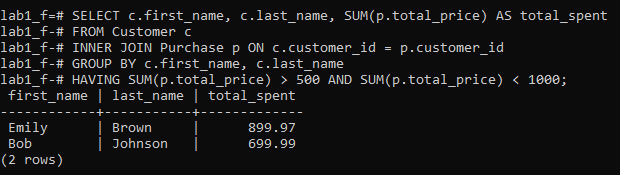 lab1_f=# SELECT c.first_name, c.last_name, SUM(p.total_price) AS total_spent
lab1_f-# FROM Customer c
lab1_f-# INNER JOIN Purchase p ON c.customer_id = p.customer_id
lab1_f-# GROUP BY c.first_name, c.last_name
lab1_f-# HAVING SUM(p.total_price) > 500 AND SUM(p.total_price) < 1000;
 first_name | last_name | total_spent
------------+-----------+-------------
 Emily      | Brown     |      899.97
 Bob        | Johnson   |      699.99
(2 rows)